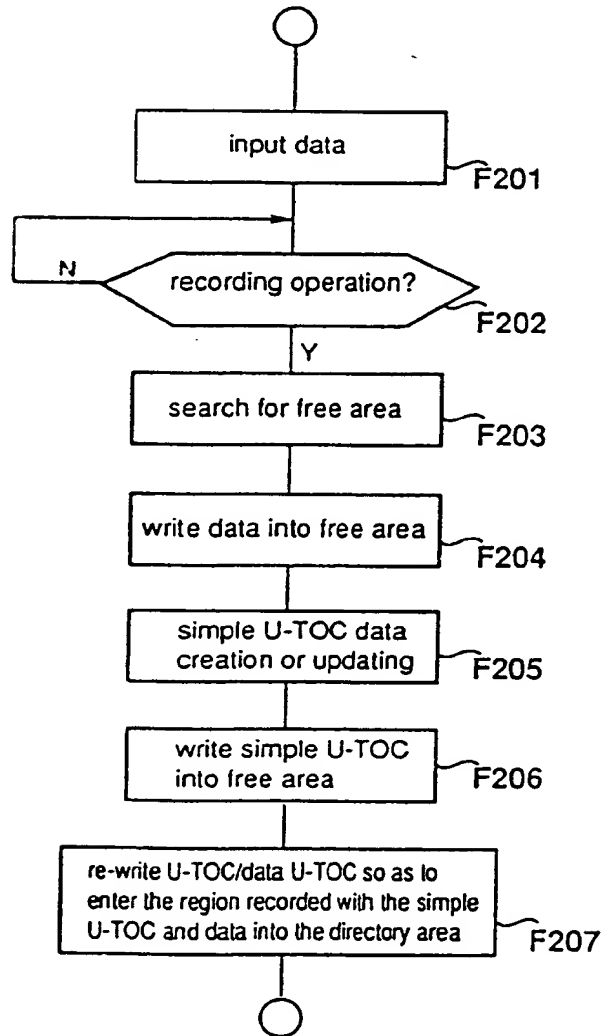 input data
F201
N
recording operation?
F202
Y
search for free area
F203
write data into free area
F204
simple U-TOC data
creation or updating
F205
write simple U-TOC
into free area
F206
re-write U-TOC/data U-TOC so as to
enter the region recorded with the simple
U-TOC and data into the directory area
F207